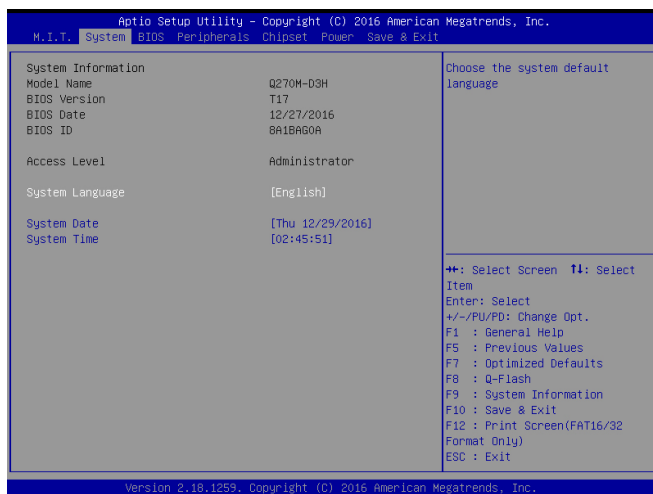 Aptio Setup Utility – Copyright (C) 2016 American Megatrends, Inc.
M.I.T. System BIOS Peripherals Chipset Power Save & Exit
System Information
Model Name Q270M-D3H
BIOS Version T17
BIOS Date 12/27/2016
BIOS ID 8A1BAG0A
Access Level Administrator
System Language [English]
System Date [Thu 12/29/2016]
System Time [02:45:51]
Choose the system default
language
→←: Select Screen ↑↓: Select
Item
Enter: Select
+/-/PU/PD: Change Opt.
F1 : General Help
F5 : Previous Values
F7 : Optimized Defaults
F8 : Q-Flash
F9 : System Information
F10 : Save & Exit
F12 : Print Screen(FAT16/32
Format Only)
ESC : Exit
Version 2.18.1259. Copyright (C) 2016 American Megatrends, Inc.